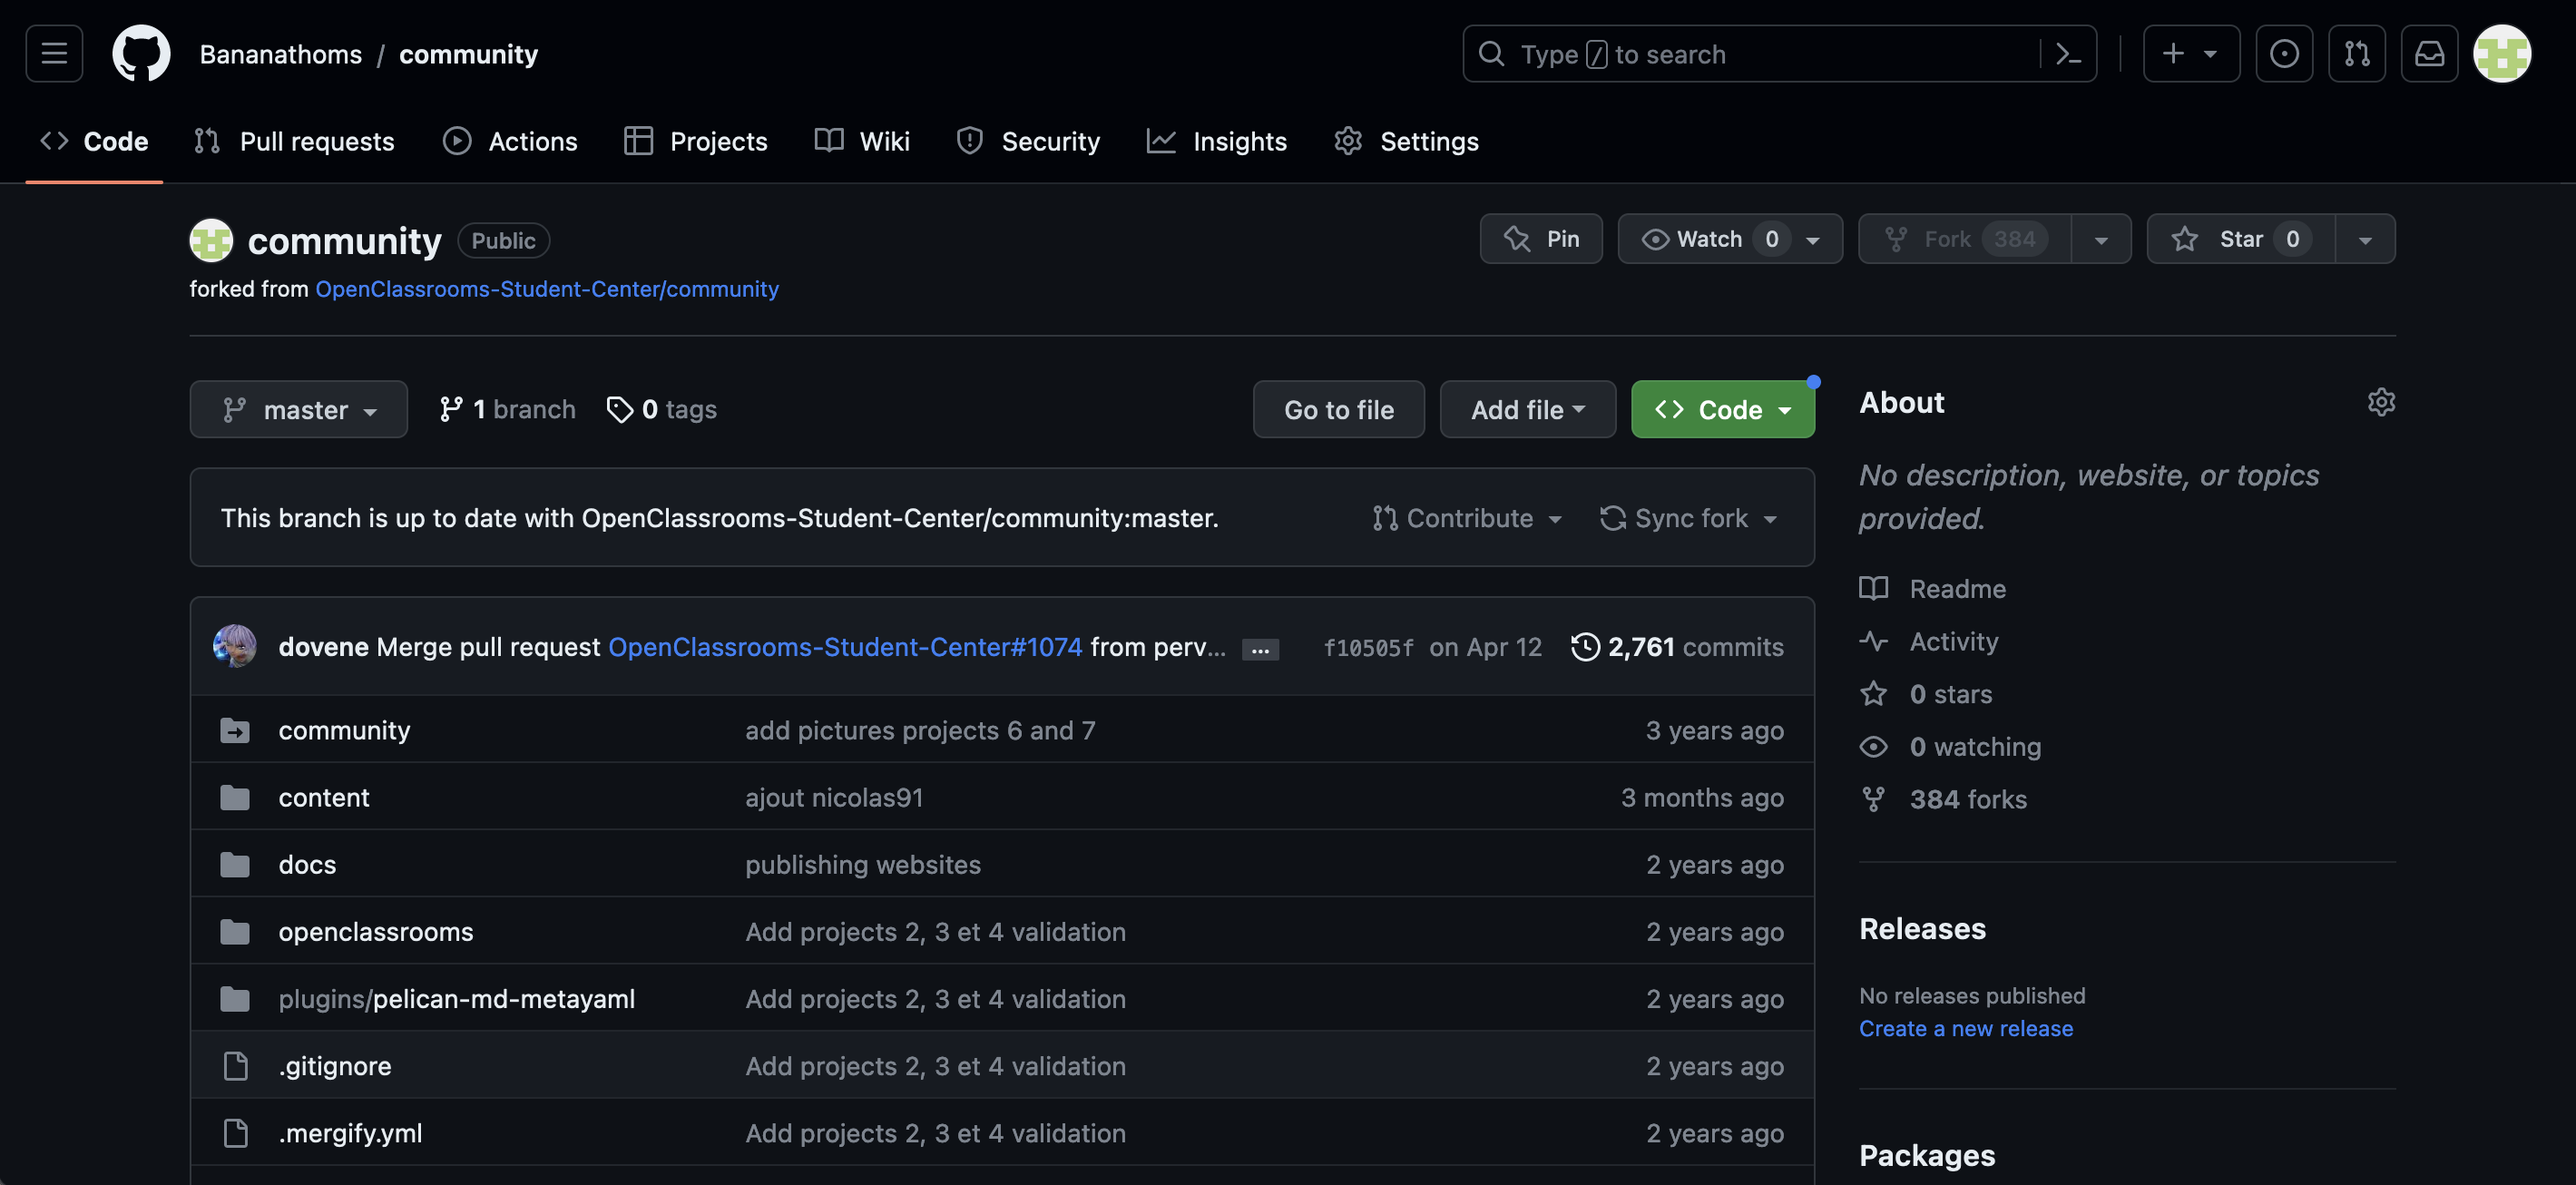 Bananathoms / community
Type / to search
Code Pull requests Actions Projects Wiki Security Insights Settings
community Public
Pin Watch 0 Fork 384 Star 0
forked from OpenClassrooms-Student-Center/community
master 1 branch 0 tags Go to file Add file Code
This branch is up to date with OpenClassrooms-Student-Center/community:master. Contribute Sync fork
dovene Merge pull request OpenClassrooms-Student-Center#1074 from perv... ... f10505f on Apr 12 2,761 commits
community add pictures projects 6 and 7 3 years ago
content ajout nicolas91 3 months ago
docs publishing websites 2 years ago
openclassrooms Add projects 2, 3 et 4 validation 2 years ago
plugins/pelican-md-metayaml Add projects 2, 3 et 4 validation 2 years ago
.gitignore Add projects 2, 3 et 4 validation 2 years ago
.mergify.yml Add projects 2, 3 et 4 validation 2 years ago
About
No description, website, or topics
provided.
Readme
Activity
0 stars
0 watching
384 forks
Releases
No releases published
Create a new release
Packages